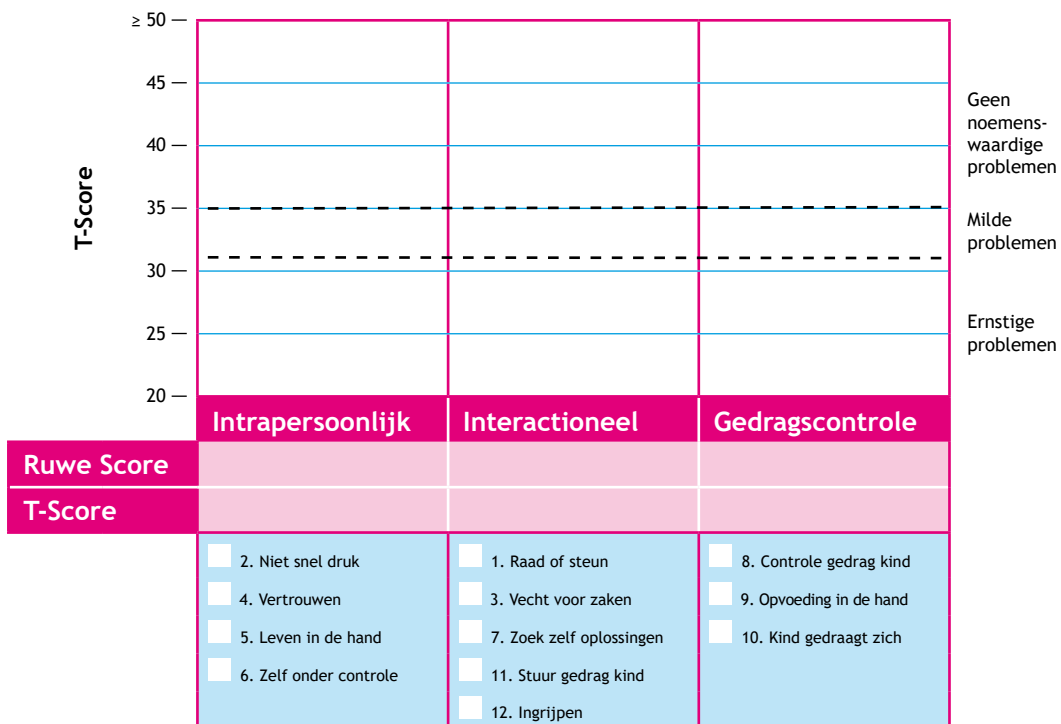 ≥ 50
45
40
35
30
25
20
T-Score
Geen
noemens-
waardige
problemen
Milde
problemen
Ernstige
problemen
Intrapersoonlijk Interactioneel Gedragscontrole
Ruwe Score
T-Score
2. Niet snel druk
4. Vertrouwen
5. Leven in de hand
6. Zelf onder controle
1. Raad of steun
3. Vecht voor zaken
7. Zoek zelf oplossingen
11. Stuur gedrag kind
12. Ingrijpen
8. Controle gedrag kind
9. Opvoeding in de hand
10. Kind gedraagt zich